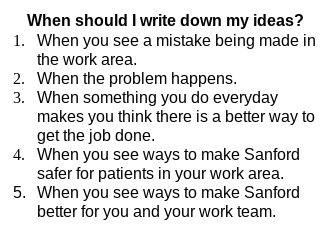 When should I write down my ideas?
1. When you see a mistake being made in
the work area.
2. When the problem happens.
3. When something you do everyday
makes you think there is a better way to
get the job done.
4. When you see ways to make Sanford
safer for patients in your work area.
5. When you see ways to make Sanford
better for you and your work team.